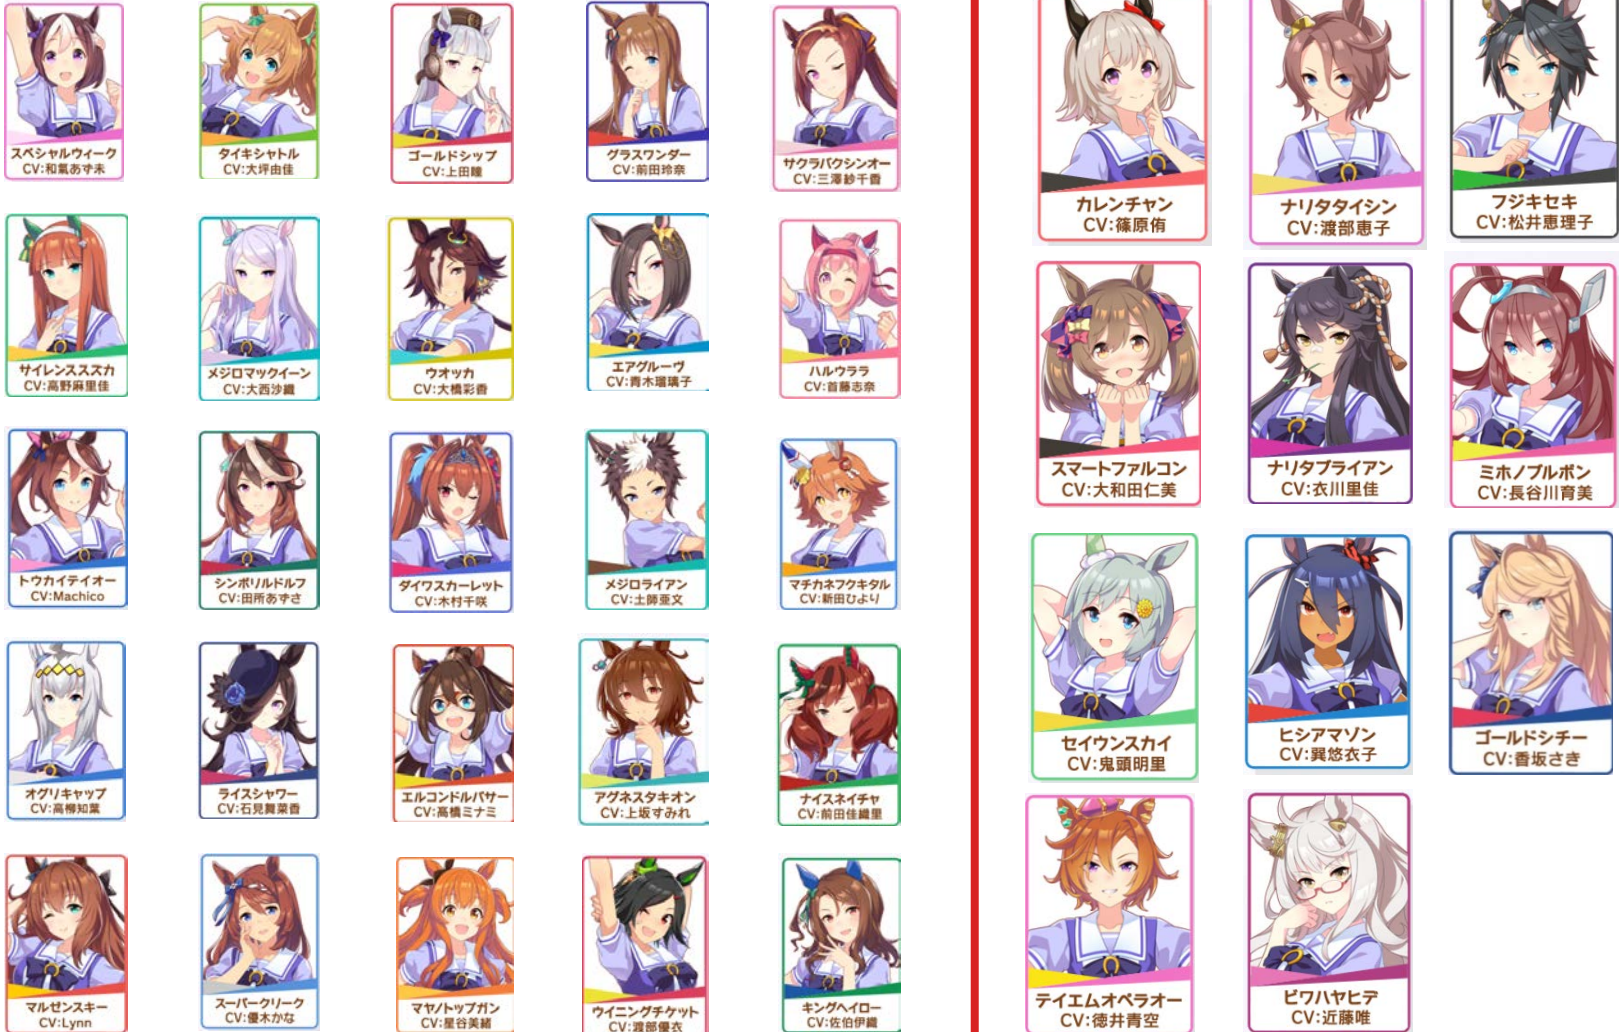 スペシャルウィーク
CV:和氣あず未
タイキシャトル
CV:大坪由佳
ゴールドシップ
CV:上田瞳
グラスワンダー
CV:前田玲奈
サクラバクシンオー
CV:三澤紗千香
サイレンススズカ
CV:高野麻里佳
メジロマックイーン
CV:大西沙織
ウオッカ
CV:大橋彩香
エアグルーヴ
CV:青木瑠璃子
ハルウララ
CV:首藤志奈
トウカイテイオー
CV:Machico
シンボリルドルフ
CV:田所あずさ
ダイワスカーレット
CV:木村千咲
メジロライアン
CV:土師亜文
マチカネフクキタル
CV:新田ひより
オグリキャップ
CV:高柳知葉
ライスシャワー
CV:石見舞菜香
エルコンドルパサー
CV:髙橋ミナミ
アグネスタキオン
CV:上坂すみれ
ナイスネイチャ
CV:前田佳織里
マルゼンスキー
CV:Lynn
スーパークリーク
CV:優木かな
マヤノトップガン
CV:星谷美緒
ウイニングチケット
CV:渡部優衣
キングヘイロー
CV:佐伯伊織
カレンチャン
CV:篠原侑
ナリタタイシン
CV:渡部恵子
フジキセキ
CV:松井恵理子
スマートファルコン
CV:大和田仁美
ナリタブライアン
CV:衣川里佳
ミホノブルボン
CV:長谷川育美
セイウンスカイ
CV:鬼頭明里
ヒシアマゾン
CV:巽悠衣子
ゴールドシチー
CV:香坂さき
テイエムオペラオー
CV:徳井青空
ビワハヤヒデ
CV:近藤唯